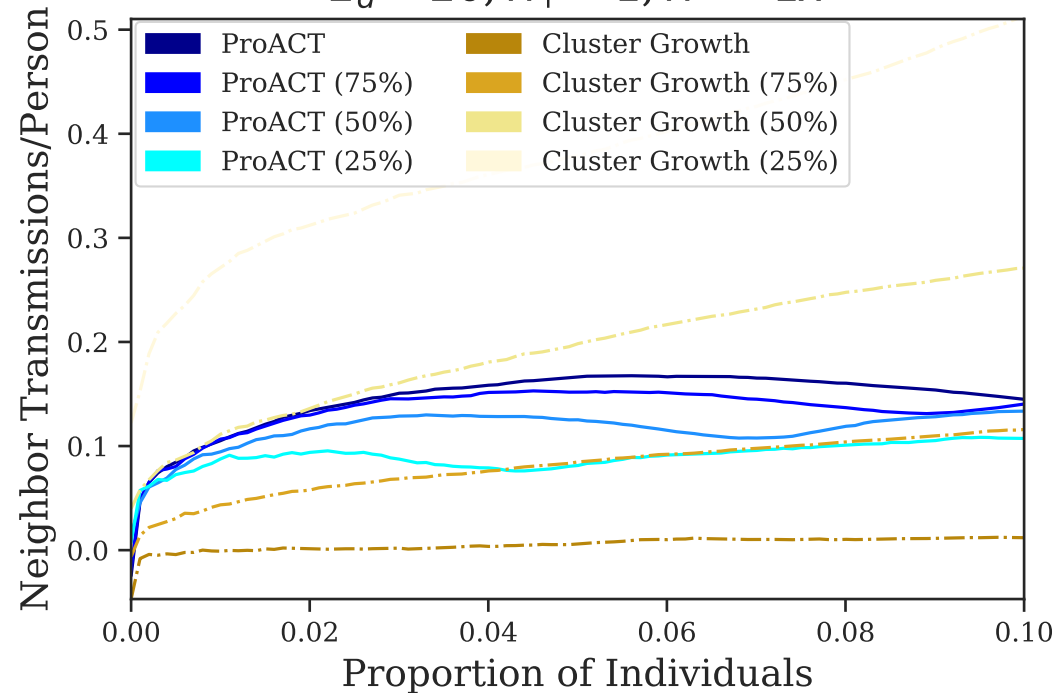 Neighbor Transmissions/Person
0.5
0.4
0.3
0.2
0.1
0.0
ProACT
ProACT (75%)
ProACT (50%)
ProACT (25%)
Cluster Growth
Cluster Growth (75%)
Cluster Growth (50%)
Cluster Growth (25%)
0.00 0.02 0.04 0.06 0.08 0.10
Proportion of Individuals